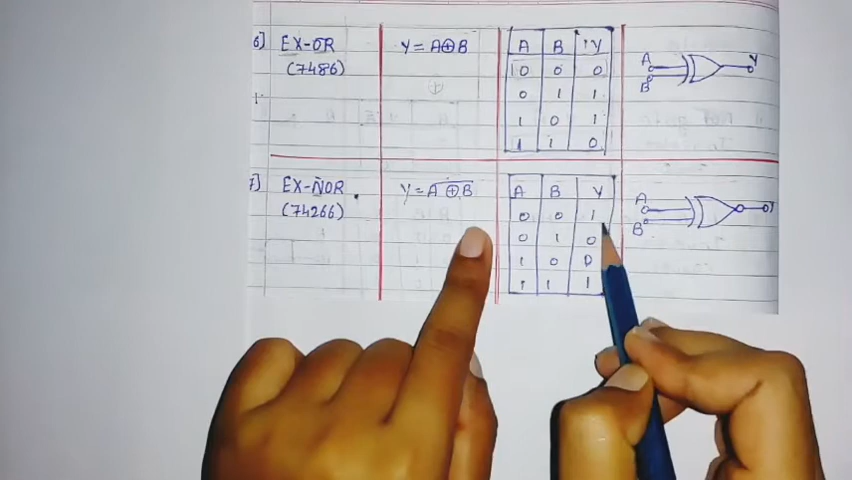 6] EX-OR Y = A⊕B A B Y A Y
(7486) 0 0 0 B
0 1 1
1 0 1
1 1 0
7] EX-NOR Y = \overline{A⊕B} A B Y A Y
(74266) 0 0 1 B
0 1 0
1 0 0
1 1 1